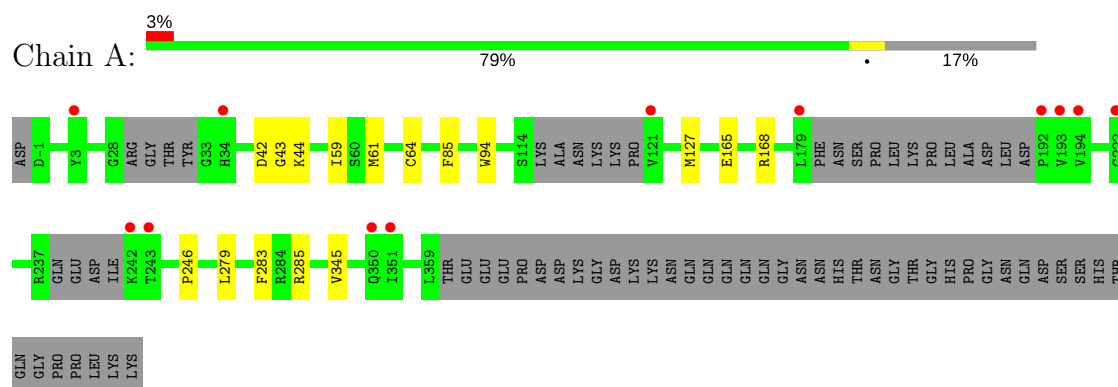 3%
Chain A:
79%
•
17%
ASP D-1 Y3 G28 ARG GLY THR TYR G33 H34 D42 G43 K44 I59 S60 M61 C64 F85 W94 S114 LYS ALA ASN LYS LYS PRO V121 M127 E165 R168 L179 PHE ASN SER PRO LEU LYS PRO LEU ALA ASP LEU ASP P192 V193 V194
R237 GLN GLU ASP ILE K242 T243 P246 L279 F283 R284 R285 V345 Q350 I351 L359 THR GLU GLU GLU PRO ASP ASP LYS GLY ASP LYS LYS ASN GLN GLN GLN GLN GLY ASN ASN HIS THR ASN GLY THR GLY HIS PRO PRO GLY ASN GLN ASP SER SER HIS THR
GLN GLY PRO PRO LEU LYS LYS